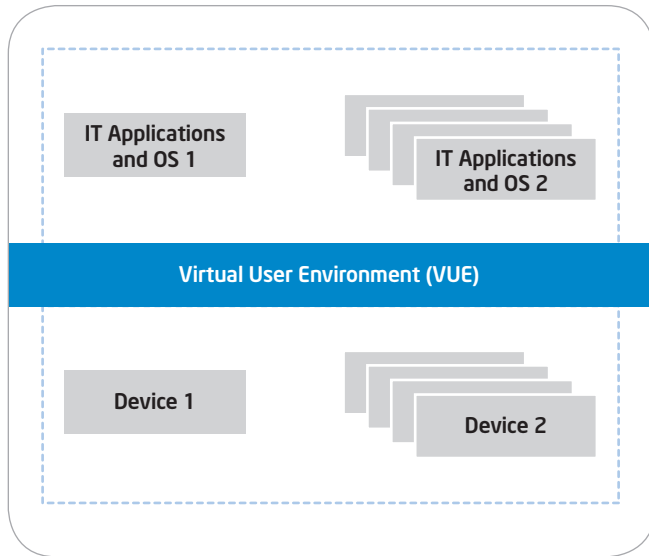 IT Applications
and OS 1
IT Applications
and OS 2
Virtual User Environment (VUE)
Device 1
Device 2